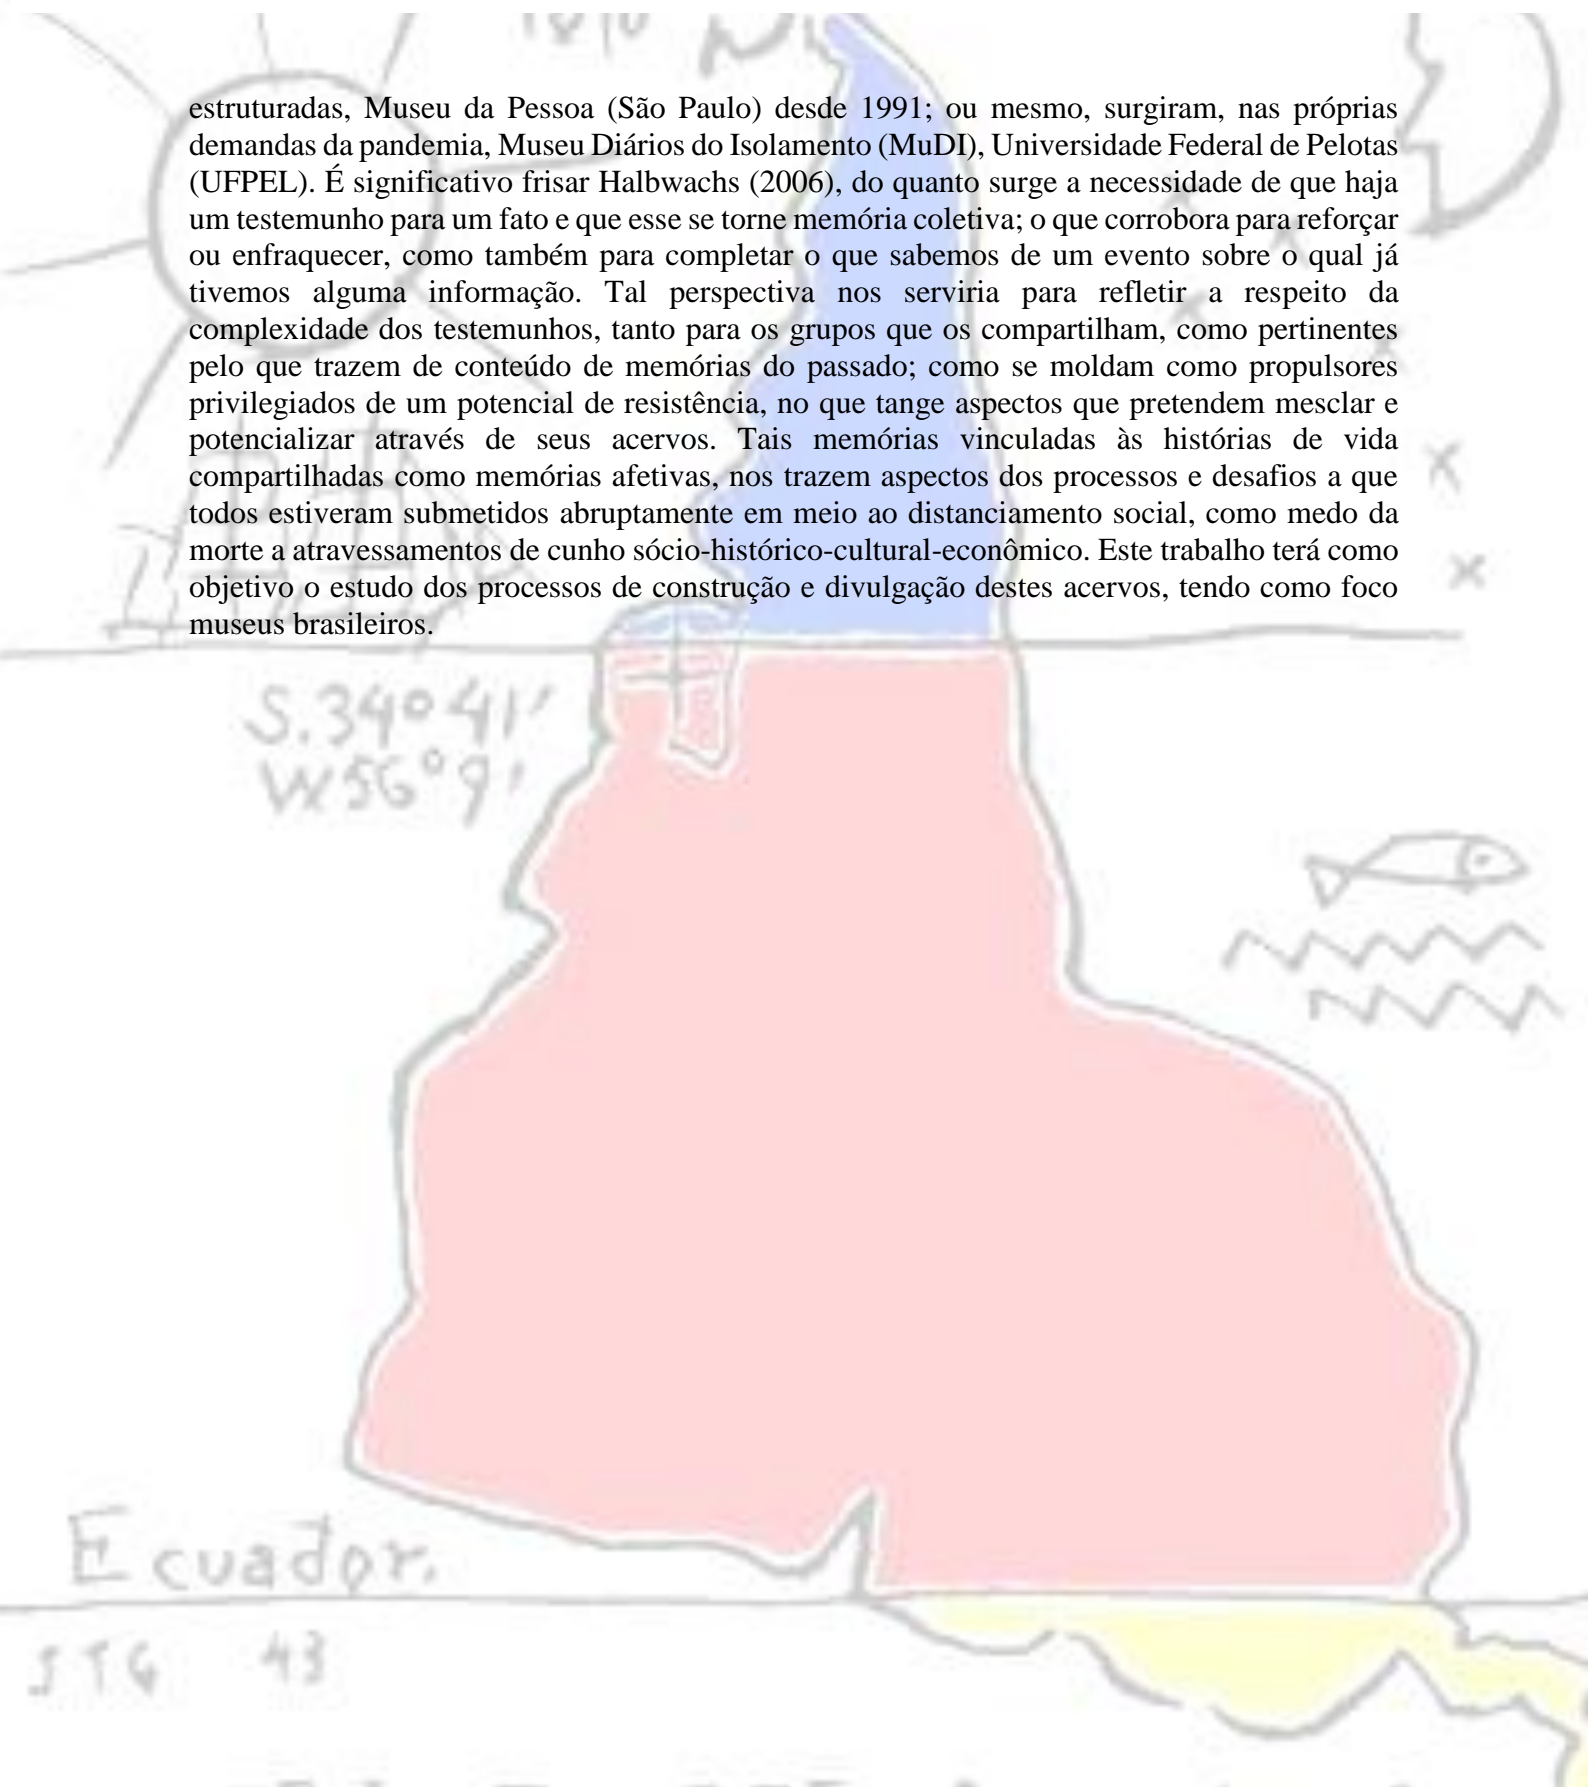 estruturadas, Museu da Pessoa (São Paulo) desde 1991; ou mesmo, surgiram, nas próprias
demandas da pandemia, Museu Diários do Isolamento (MuDI), Universidade Federal de Pelotas
(UFPEL). É significativo frisar Halbwachs (2006), do quanto surge a necessidade de que haja
um testemunho para um fato e que esse se torne memória coletiva; o que corrobora para reforçar
ou enfraquecer, como também para completar o que sabemos de um evento sobre o qual já
tivemos alguma informação. Tal perspectiva nos serviria para refletir a respeito da
complexidade dos testemunhos, tanto para os grupos que os compartilham, como pertinentes
pelo que trazem de conteúdo de memórias do passado; como se moldam como propulsores
privilegiados de um potencial de resistência, no que tange aspectos que pretendem mesclar e
potencializar através de seus acervos. Tais memórias vinculadas às histórias de vida
compartilhadas como memórias afetivas, nos trazem aspectos dos processos e desafios a que
todos estiveram submetidos abruptamente em meio ao distanciamento social, como medo da
morte a atravessamentos de cunho sócio-histórico-cultural-econômico. Este trabalho terá como
objetivo o estudo dos processos de construção e divulgação destes acervos, tendo como foco
museus brasileiros.
S. 34° 41'
W 56° 9'
Ecuador.
JTG 43